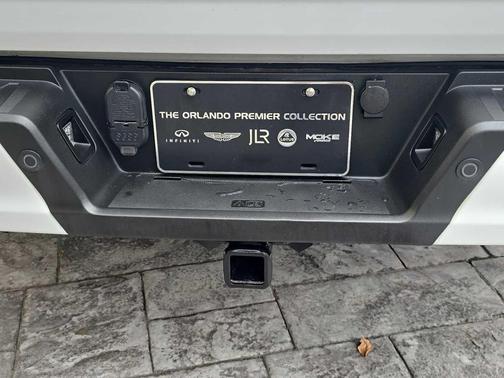 THE ORLANDO PREMIER COLLECTION
INFINITI JLR LOTUS MOKE